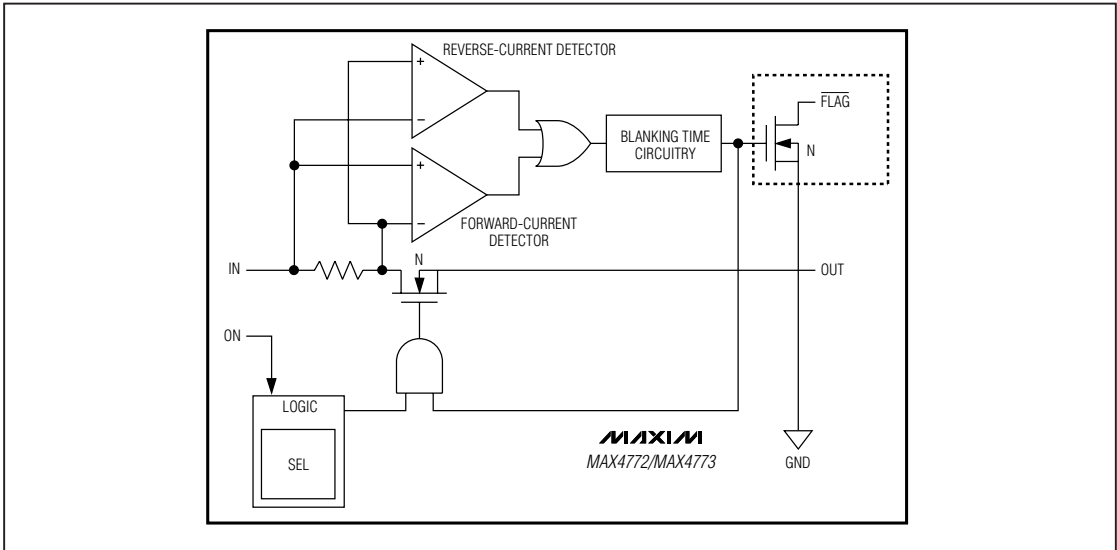 REVERSE-CURRENT DETECTOR
+
−
FLAG
BLANKING TIME
CIRCUITRY
N
+
−
FORWARD-CURRENT
DETECTOR
IN
N
OUT
ON
LOGIC
SEL
MAXIM
MAX4772/MAX4773
GND